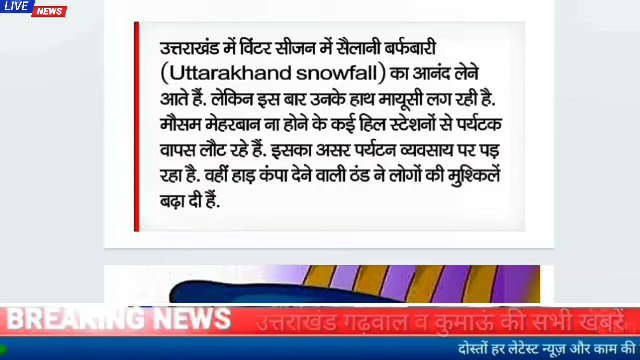 LIVE
NEWS
उत्तराखंड में विंटर सीजन में सैलानी बर्फबारी
(Uttarakhand snowfall) का आनंद लेने
आते हैं. लेकिन इस बार उनके हाथ मायूसी लग रही है.
मौसम मेहरबान ना होने के कई हिल स्टेशनों से पर्यटक
वापस लौट रहे हैं. इसका असर पर्यटन व्यवसाय पर पड़
रहा है. वहीं हाड़ कंपा देने वाली ठंड ने लोगों की मुश्किलें
बढ़ा दी हैं.
BREAKING NEWS
उत्तराखंड गढ़वाल व कुमाऊं की सभी खबरें
दोस्तों हर लेटेस्ट न्यूज़ और काम की